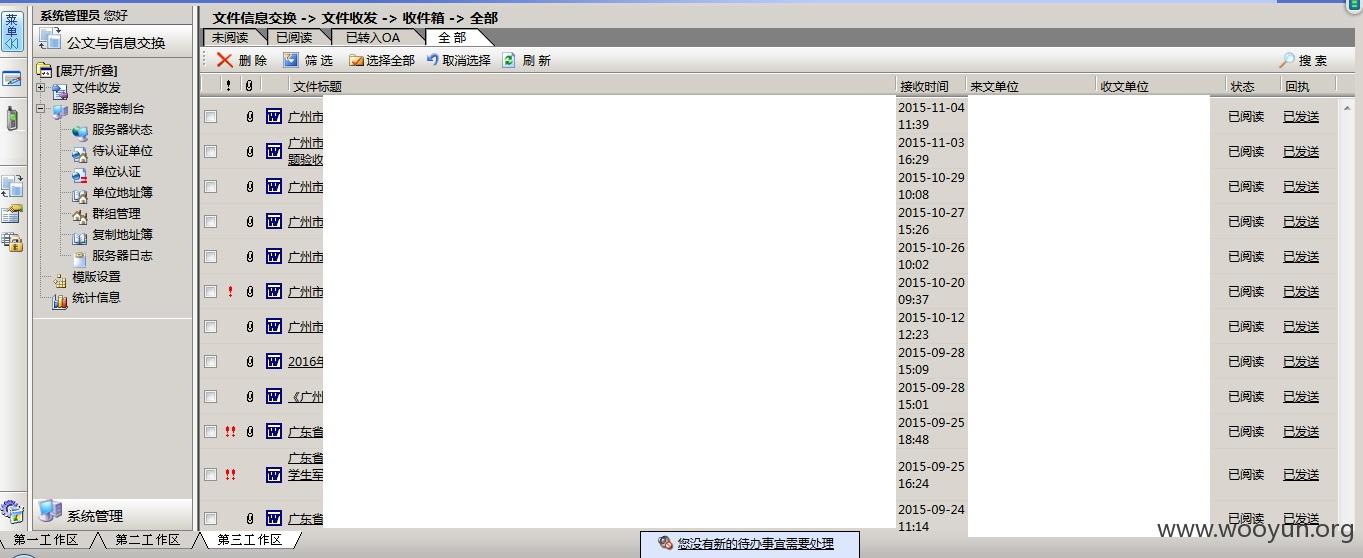 系统管理员 您好
菜单
公文与信息交换
[展开/折叠]
文件收发
服务器控制台
服务器状态
待认证单位
单位认证
单位地址簿
群组管理
复制地址簿
服务器日志
模版设置
统计信息
系统管理
文件信息交换 -> 文件收发 -> 收件箱 -> 全部
未阅读 已阅读 已转入OA 全 部
删 除 筛 选 选择全部 取消选择 刷 新 搜 索
! 文件标题 接收时间 来文单位 收文单位 状态 回执
广州市 2015-11-04 11:39 已阅读 已发送
广州市 题验收 2015-11-03 16:29 已阅读 已发送
广州市 2015-10-29 10:08 已阅读 已发送
广州市 2015-10-27 15:26 已阅读 已发送
广州市 2015-10-26 10:02 已阅读 已发送
! 广州市 2015-10-20 09:37 已阅读 已发送
广州市 2015-10-12 12:23 已阅读 已发送
2016年 2015-09-28 15:09 已阅读 已发送
《广州 2015-09-28 15:01 已阅读 已发送
!! 广东省 2015-09-25 18:48 已阅读 已发送
!! 广东省 学生军 2015-09-25 16:24 已阅读 已发送
广东省 2015-09-24 11:14 已阅读 已发送
www.wooyun.org
第一工作区 第二工作区 第三工作区
您没有新的待办事宜需要处理